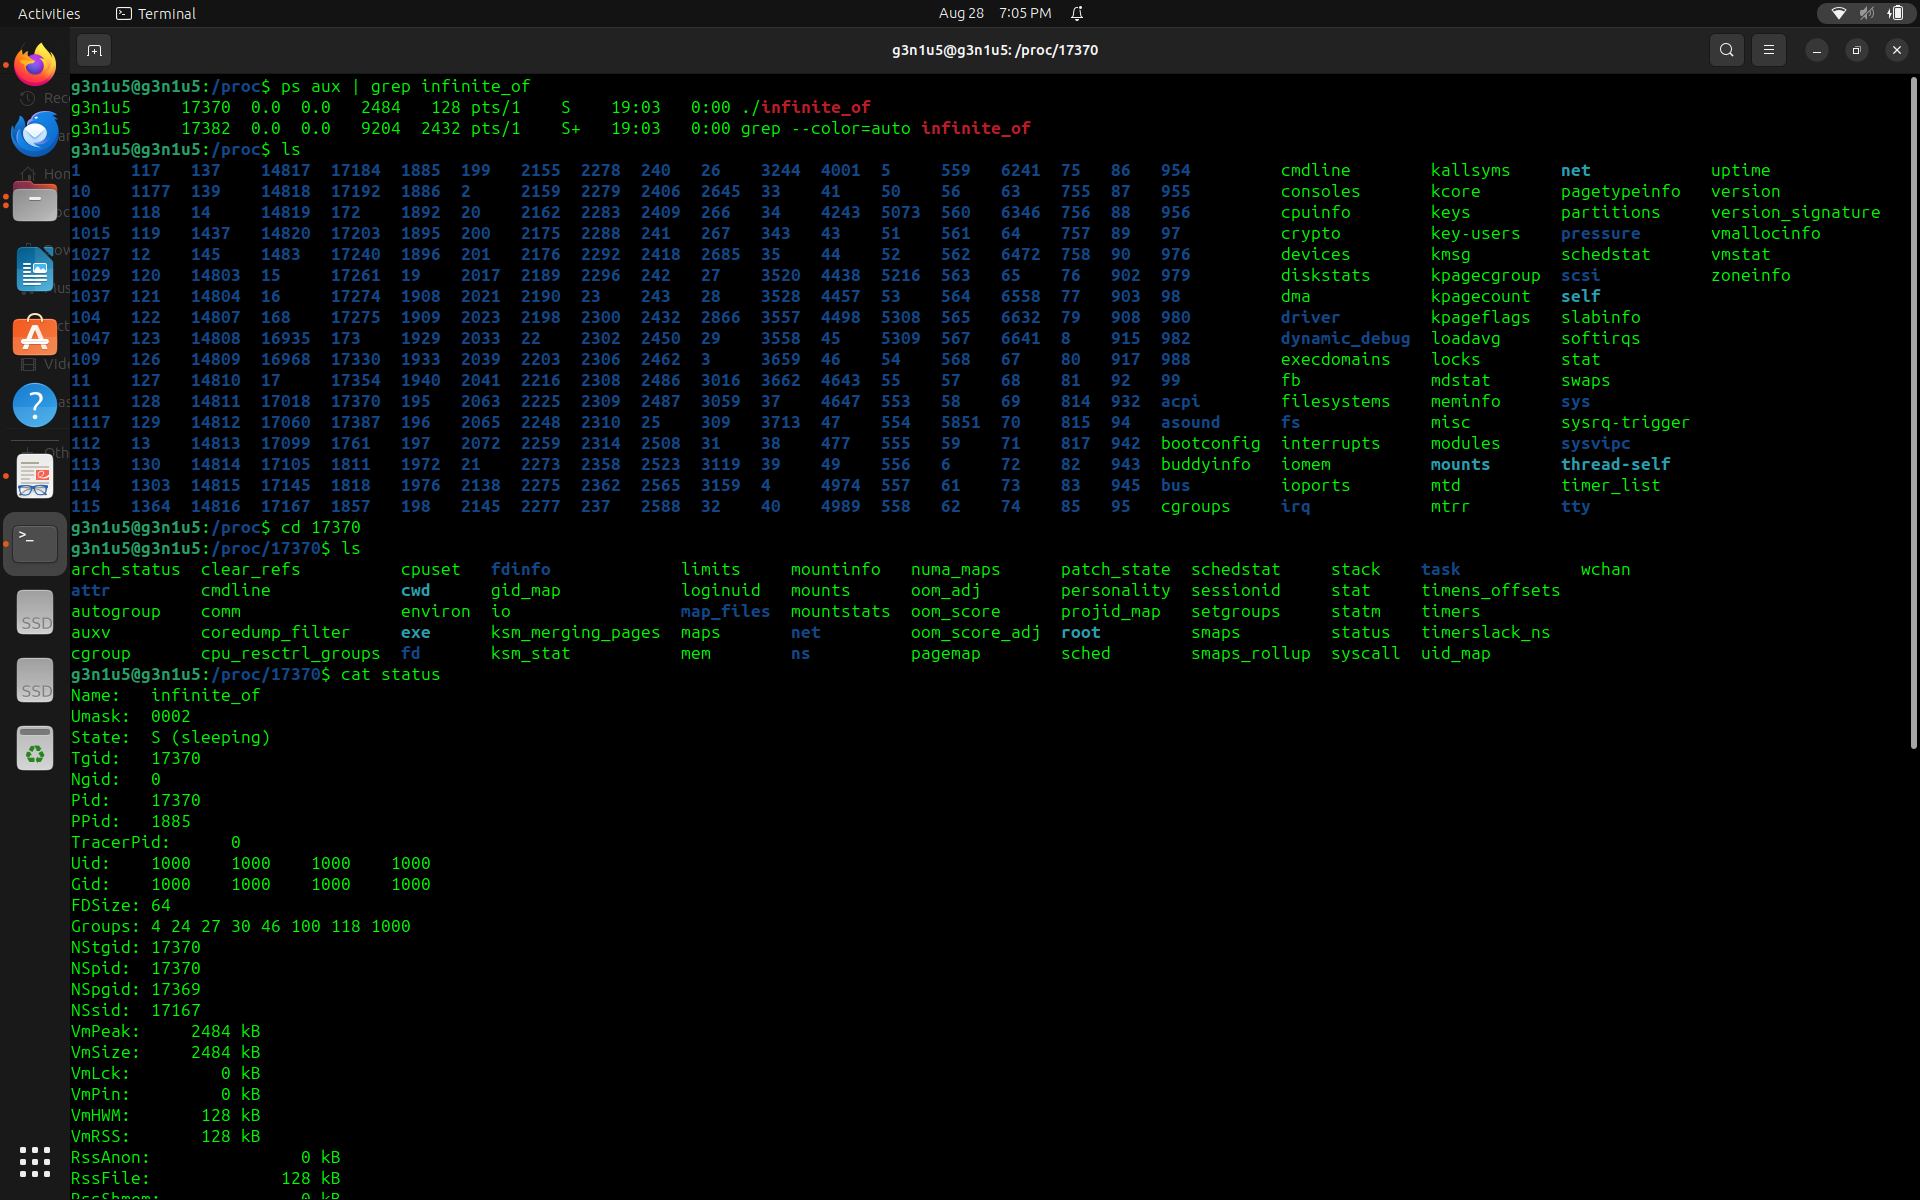 Activities Terminal Aug 28 7:05 PM
g3n1u5@g3n1u5: /proc/17370
g3n1u5@g3n1u5:/proc$ ps aux | grep infinite_of
g3n1u5 17370 0.0 0.0 2484 128 pts/1 S 19:03 0:00 ./infinite_of
g3n1u5 17382 0.0 0.0 9204 2432 pts/1 S+ 19:03 0:00 grep --color=auto infinite_of
g3n1u5@g3n1u5:/proc$ ls
1 117 137 14817 17184 1885 199 2155 2278 240 26 3244 4001 5 559 6241 75 86 954 cmdline kallsyms net uptime
10 1177 139 14818 17192 1886 2 2159 2279 2406 2645 33 41 50 56 63 755 87 955 consoles kcore pagetypeinfo version
100 118 14 14819 172 1892 20 2162 2283 2409 266 34 4243 5073 560 6346 756 88 956 cpuinfo keys partitions version_signature
1015 119 1437 14820 17203 1895 200 2175 2288 241 267 343 43 51 561 64 757 89 97 crypto key-users pressure vmallocinfo
1027 12 145 1483 17240 1896 201 2176 2292 2418 2685 35 44 52 562 6472 758 90 976 devices kmsg schedstat vmstat
1029 120 14803 15 17261 19 2017 2189 2296 242 27 3520 4438 5216 563 65 76 902 979 diskstats kpagecgroup scsi zoneinfo
1037 121 14804 16 17274 1908 2021 2190 23 243 28 3528 4457 53 564 6558 77 903 98 dma kpagecount self
104 122 14807 168 17275 1909 2023 2198 2300 2432 2866 3557 4498 5308 565 6632 79 908 980 driver kpageflags slabinfo
1047 123 14808 16935 173 1929 2033 22 2302 2450 29 3558 45 5309 567 6641 8 915 982 dynamic_debug loadavg softirqs
109 126 14809 16968 17330 1933 2039 2203 2306 2462 3 3659 46 54 568 67 80 917 988 execdomains locks stat
11 127 14810 17 17354 1940 2041 2216 2308 2486 3016 3662 4643 55 57 68 81 92 99 fb mdstat swaps
111 128 14811 17018 17370 195 2063 2225 2309 2487 3059 37 4647 553 58 69 814 932 acpi filesystems meminfo sys
1117 129 14812 17060 17387 196 2065 2248 2310 25 309 3713 47 554 5851 70 815 94 asound fs misc sysrq-trigger
112 13 14813 17099 1761 197 2072 2259 2314 2508 31 38 477 555 59 71 817 942 bootconfig interrupts modules sysvipc
113 130 14814 17105 1811 1972 21 2273 2358 2523 3119 39 49 556 6 72 82 943 buddyinfo iomem mounts thread-self
114 1303 14815 17145 1818 1976 2138 2275 2362 2565 3159 4 4974 557 61 73 83 945 bus ioports mtd timer_list
115 1364 14816 17167 1857 198 2145 2277 237 2588 32 40 4989 558 62 74 85 95 cgroups irq mtrr tty
g3n1u5@g3n1u5:/proc$ cd 17370
g3n1u5@g3n1u5:/proc/17370$ ls
arch_status clear_refs cpuset fdinfo limits mountinfo numa_maps patch_state schedstat stack task wchan
attr cmdline cwd gid_map loginuid mounts oom_adj personality sessionid stat timens_offsets
autogroup comm environ io map_files mountstats oom_score projid_map setgroups statm timers
auxv coredump_filter exe ksm_merging_pages maps net oom_score_adj root smaps status timerslack_ns
cgroup cpu_resctrl_groups fd ksm_stat mem ns pagemap sched smaps_rollup syscall uid_map
g3n1u5@g3n1u5:/proc/17370$ cat status
Name: infinite_of
Umask: 0002
State: S (sleeping)
Tgid: 17370
Ngid: 0
Pid: 17370
PPid: 1885
TracerPid: 0
Uid: 1000 1000 1000 1000
Gid: 1000 1000 1000 1000
FDSize: 64
Groups: 4 24 27 30 46 100 118 1000
NStgid: 17370
NSpid: 17370
NSpgid: 17369
NSsid: 17167
VmPeak: 2484 kB
VmSize: 2484 kB
VmLck: 0 kB
VmPin: 0 kB
VmHWM: 128 kB
VmRSS: 128 kB
RssAnon: 0 kB
RssFile: 128 kB
RssShmem: 0 kB
SSD
SSD